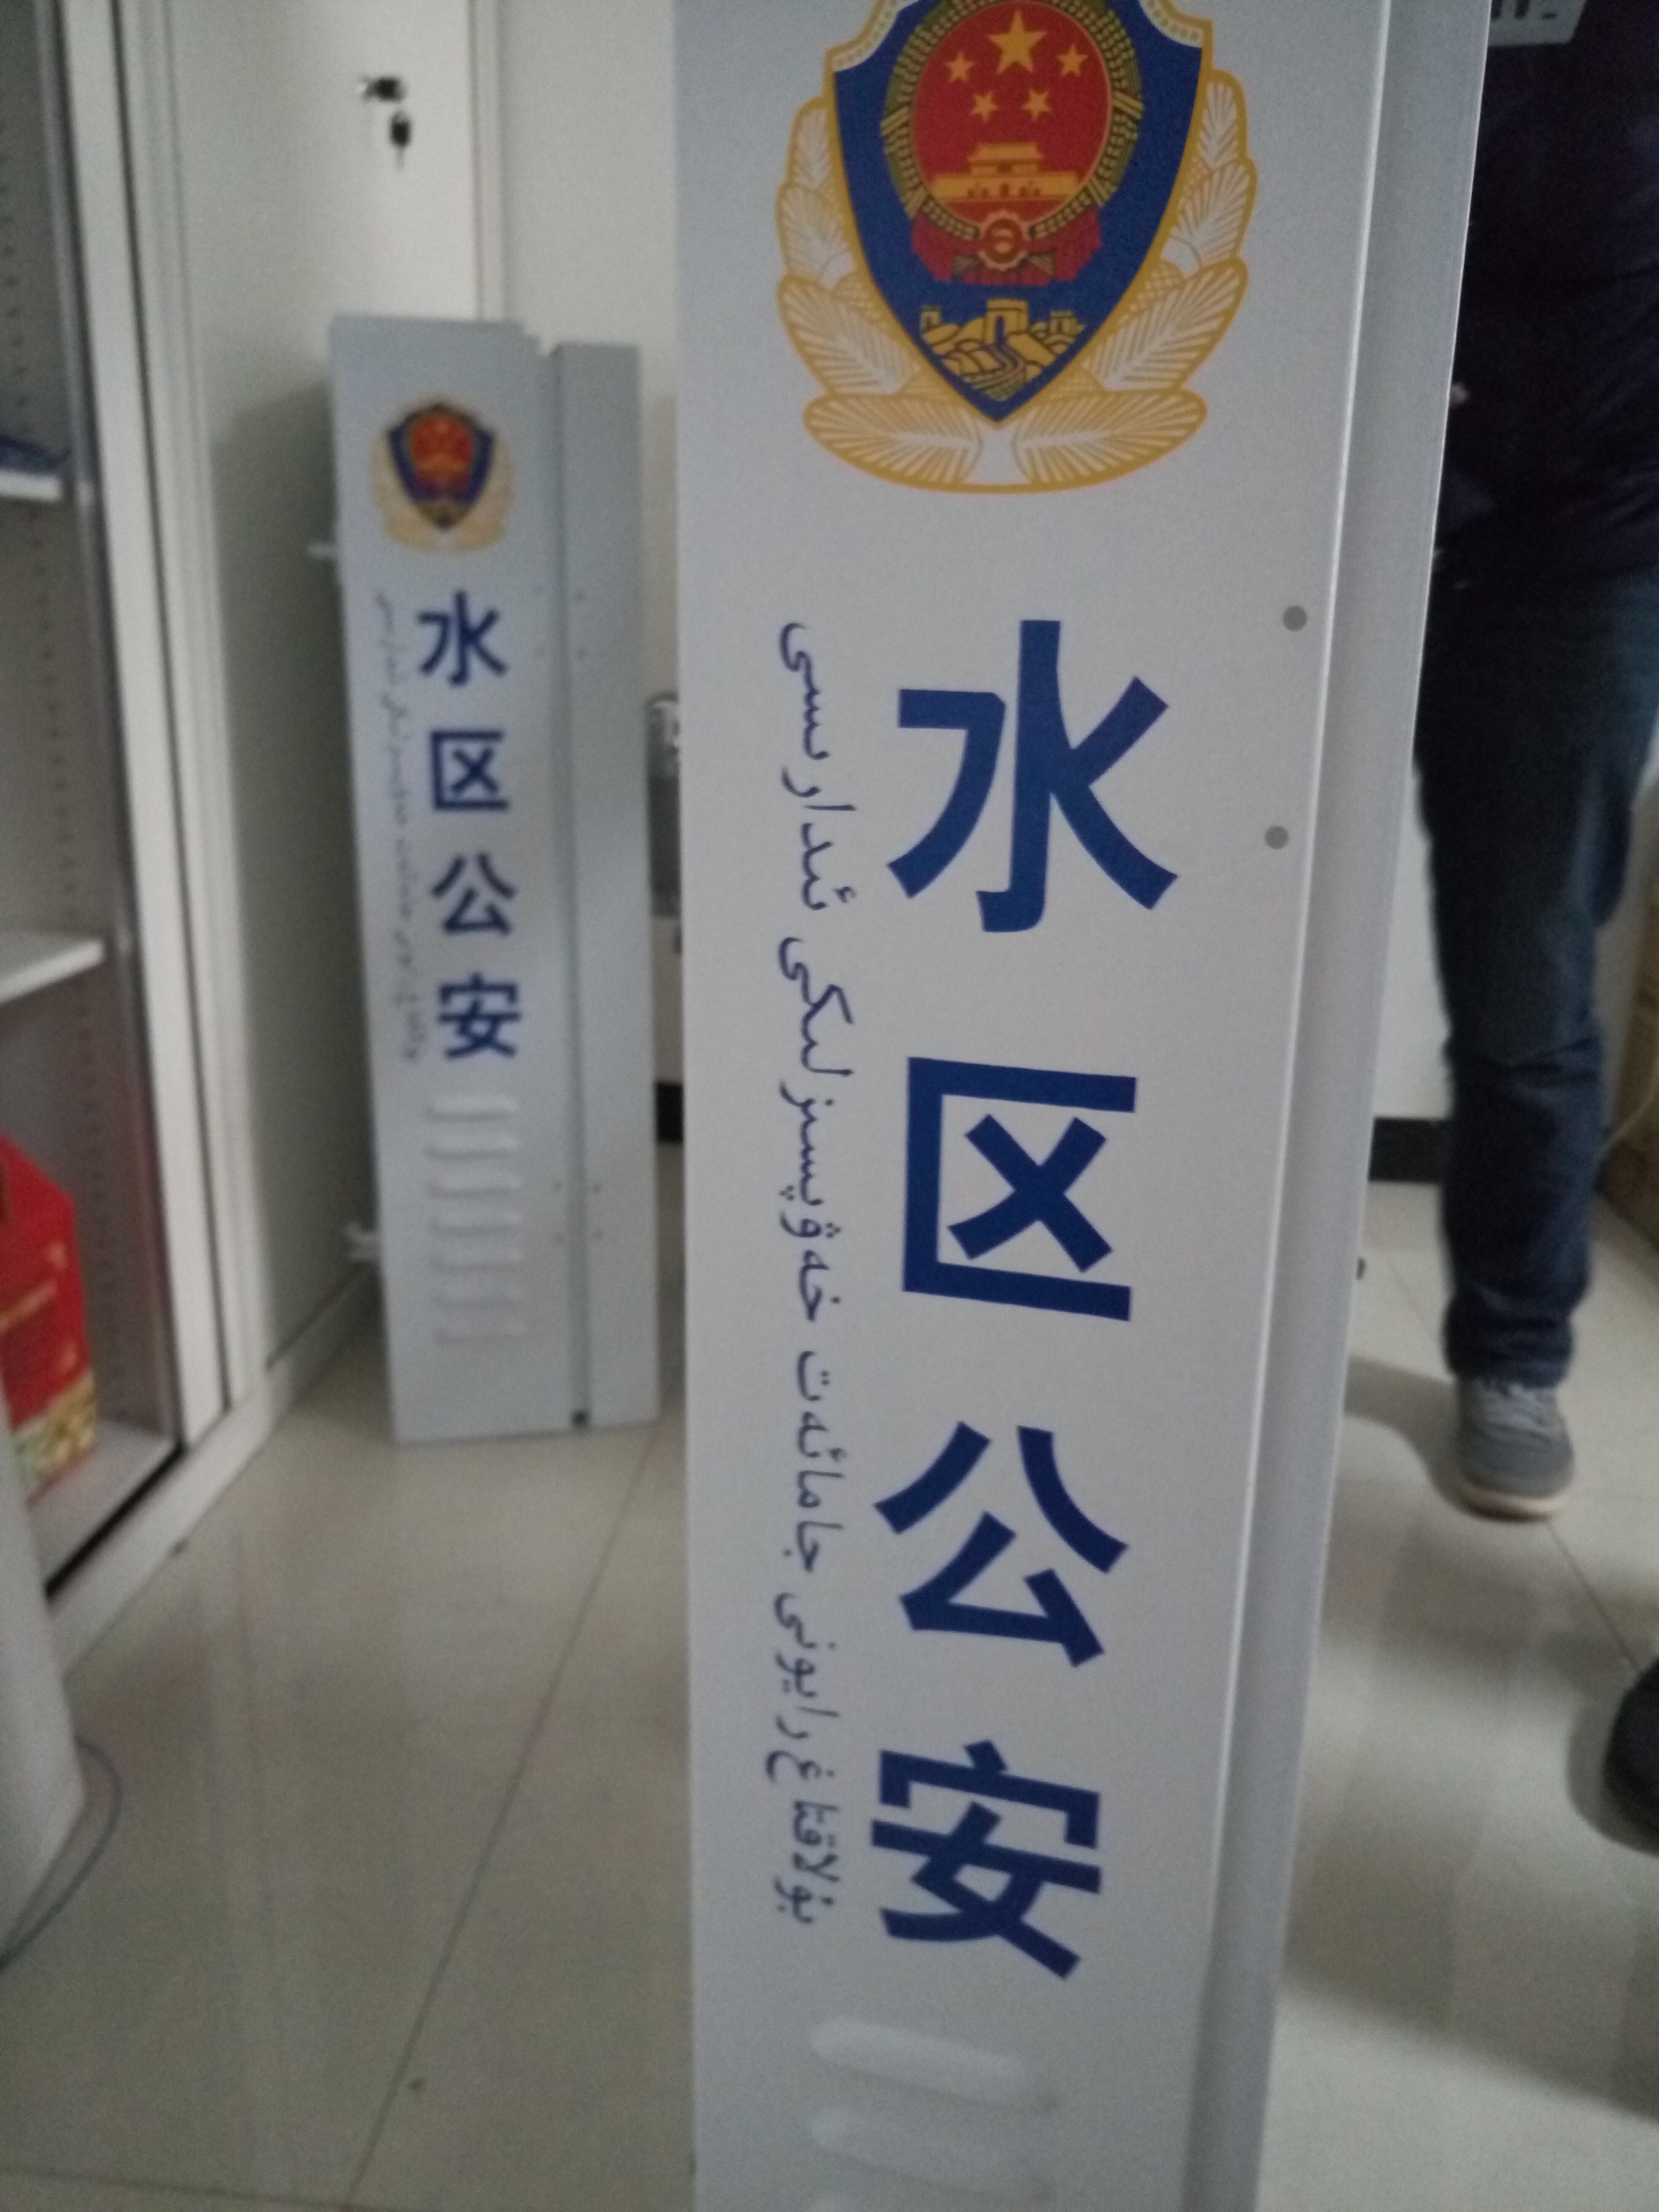 水区公安
بۇلاقتاغ رايونى جامائەت خەۋپسىزلىكى ئىدارىسى
水区公安